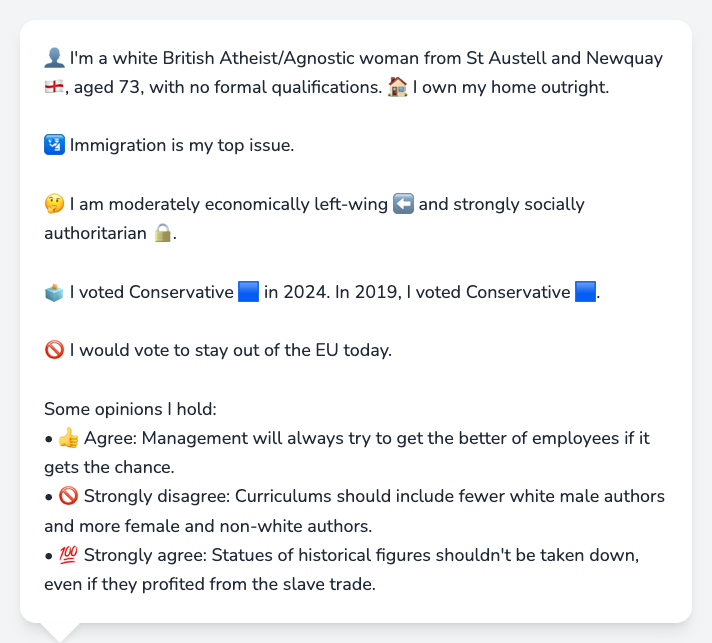 👤 I'm a white British Atheist/Agnostic woman from St Austell and Newquay
🏴󠁧󠁢󠁥󠁮󠁧󠁿, aged 73, with no formal qualifications. 🏠 I own my home outright.
🛂 Immigration is my top issue.
🤔 I am moderately economically left-wing ⬅️ and strongly socially
authoritarian 🔒.
🗳️ I voted Conservative 🟦 in 2024. In 2019, I voted Conservative 🟦.
🚫 I would vote to stay out of the EU today.
Some opinions I hold:
• 👍 Agree: Management will always try to get the better of employees if it
gets the chance.
• 🚫 Strongly disagree: Curriculums should include fewer white male authors
and more female and non-white authors.
• 💯 Strongly agree: Statues of historical figures shouldn't be taken down,
even if they profited from the slave trade.